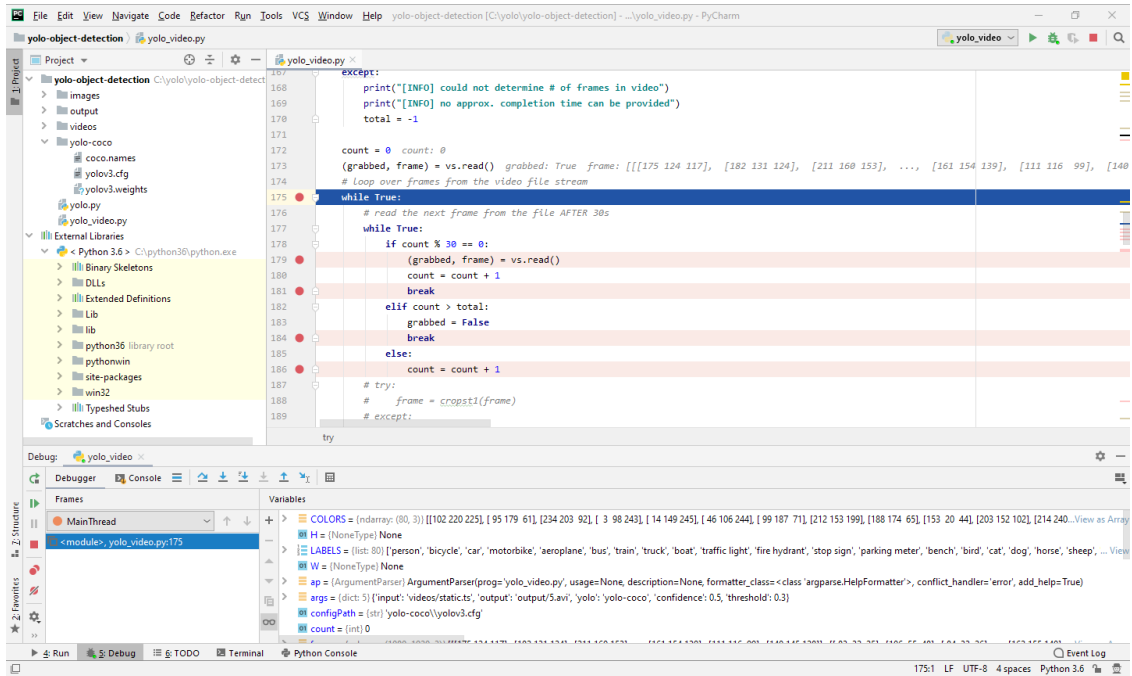 File Edit View Navigate Code Refactor Run Tools VCS Window Help yolo-object-detection [C:\yolo\yolo-object-detection] - ...\yolo_video.py - PyCharm
yolo-object-detection yolo_video.py yolo_video
1: Project
Project
yolo_video.py
yolo-object-detection C:\yolo\yolo-object-detect
images
output
videos
yolo-coco
coco.names
yolov3.cfg
yolov3.weights
yolo.py
yolo_video.py
External Libraries
< Python 3.6 > C:\python36\python.exe
Binary Skeletons
DLLs
Extended Definitions
Lib
lib
python36 library root
pythonwin
site-packages
win32
Typeshed Stubs
Scratches and Consoles
167 except:
168 print("[INFO] could not determine # of frames in video")
169 print("[INFO] no approx. completion time can be provided")
170 total = -1
171
172 count = 0 count: 0
173 (grabbed, frame) = vs.read() grabbed: True frame: [[[175 124 117], [182 131 124], [211 160 153], ..., [161 154 139], [111 116 99], [140
174 # loop over frames from the video file stream
175 while True:
176 # read the next frame from the file AFTER 30s
177 while True:
178 if count % 30 == 0:
179 (grabbed, frame) = vs.read()
180 count = count + 1
181 break
182 elif count > total:
183 grabbed = False
184 break
185 else:
186 count = count + 1
187 # try:
188 # frame = cropst1(frame)
189 # except:
try
Debug: yolo_video
Debugger Console
Frames
Variables
MainThread
<module>, yolo_video.py:175
COLORS = {ndarray: (80, 3)} [[102 220 225], [ 95 179 61], [234 203 92], [ 3 98 243], [ 14 149 245], [ 46 106 244], [ 99 187 71], [212 153 199], [188 174 65], [153 20 44], [203 152 102], [214 240...View as Array
H = {NoneType} None
LABELS = {list: 80} ['person', 'bicycle', 'car', 'motorbike', 'aeroplane', 'bus', 'train', 'truck', 'boat', 'traffic light', 'fire hydrant', 'stop sign', 'parking meter', 'bench', 'bird', 'cat', 'dog', 'horse', 'sheep', ... View
W = {NoneType} None
ap = {ArgumentParser} ArgumentParser(prog='yolo_video.py', usage=None, description=None, formatter_class=<class 'argparse.HelpFormatter'>, conflict_handler='error', add_help=True)
args = {dict: 5} {'input': 'videos/static.ts', 'output': 'output/5.avi', 'yolo': 'yolo-coco', 'confidence': 0.5, 'threshold': 0.3}
configPath = {str} 'yolo-coco\\yolov3.cfg'
count = {int} 0
7: Structure
2: Favorites
4: Run 5: Debug 6: TODO Terminal Python Console Event Log
175:1 LF UTF-8 4 spaces Python 3.6